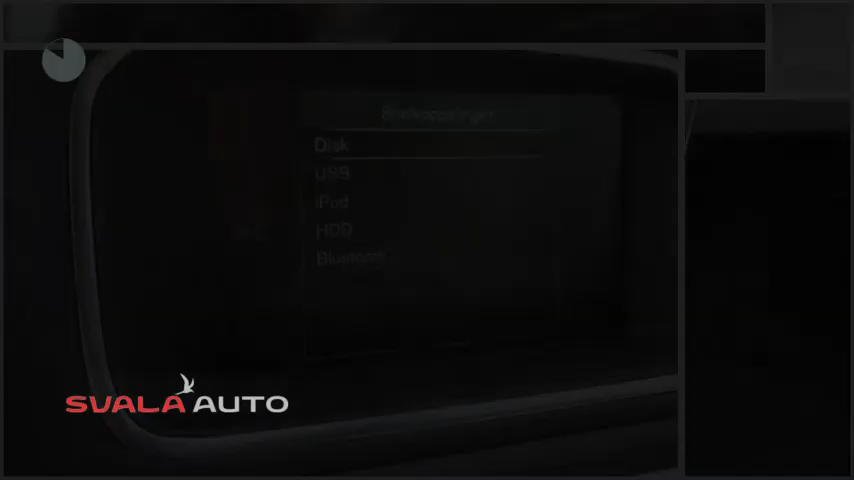 Disk
USB
iPod
HDD
Bluetooth
SVALA AUTO